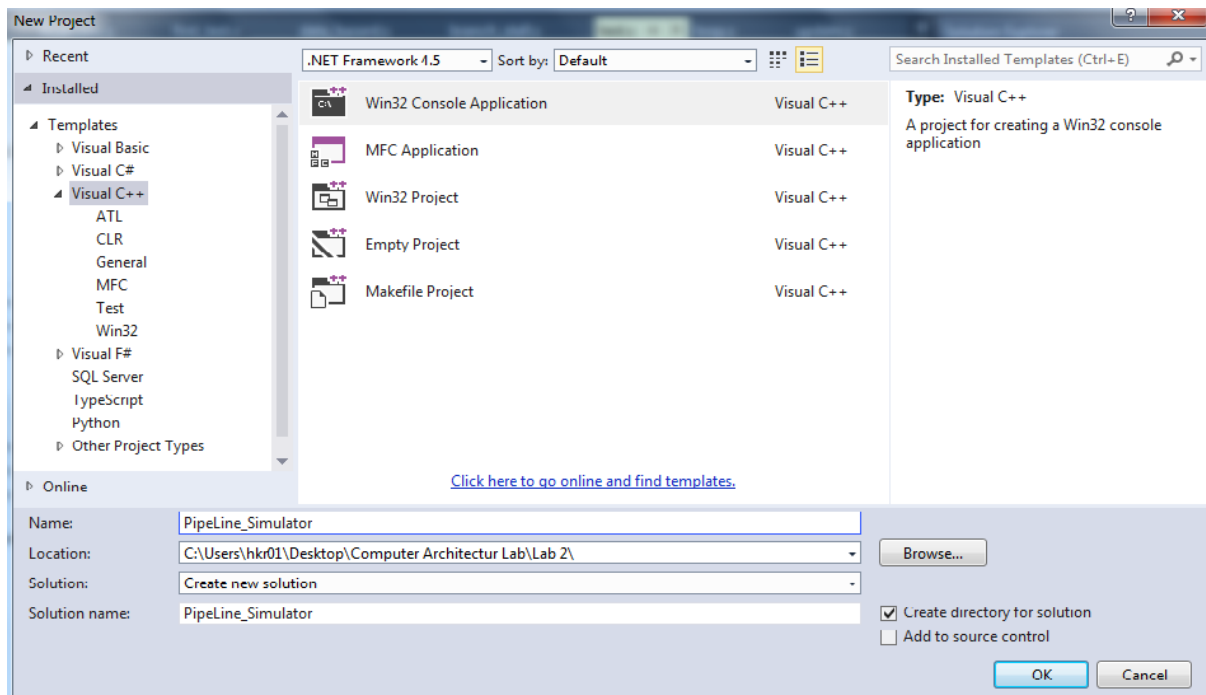 New Project
Recent
.NET Framework 4.5
Sort by:
Default
Search Installed Templates (Ctrl+E)
Installed
Templates
Visual Basic
Visual C#
Visual C++
ATL
CLR
General
MFC
Test
Win32
Visual F#
SQL Server
TypeScript
Python
Other Project Types
Online
Win32 Console Application
Visual C++
MFC Application
Visual C++
Win32 Project
Visual C++
Empty Project
Visual C++
Makefile Project
Visual C++
Click here to go online and find templates.
Type: Visual C++
A project for creating a Win32 console
application
Name:
PipeLine_Simulator
Location:
C:\Users\hkr01\Desktop\Computer Architectur Lab\Lab 2\
Browse...
Solution:
Create new solution
Solution name:
PipeLine_Simulator
Create directory for solution
Add to source control
OK
Cancel